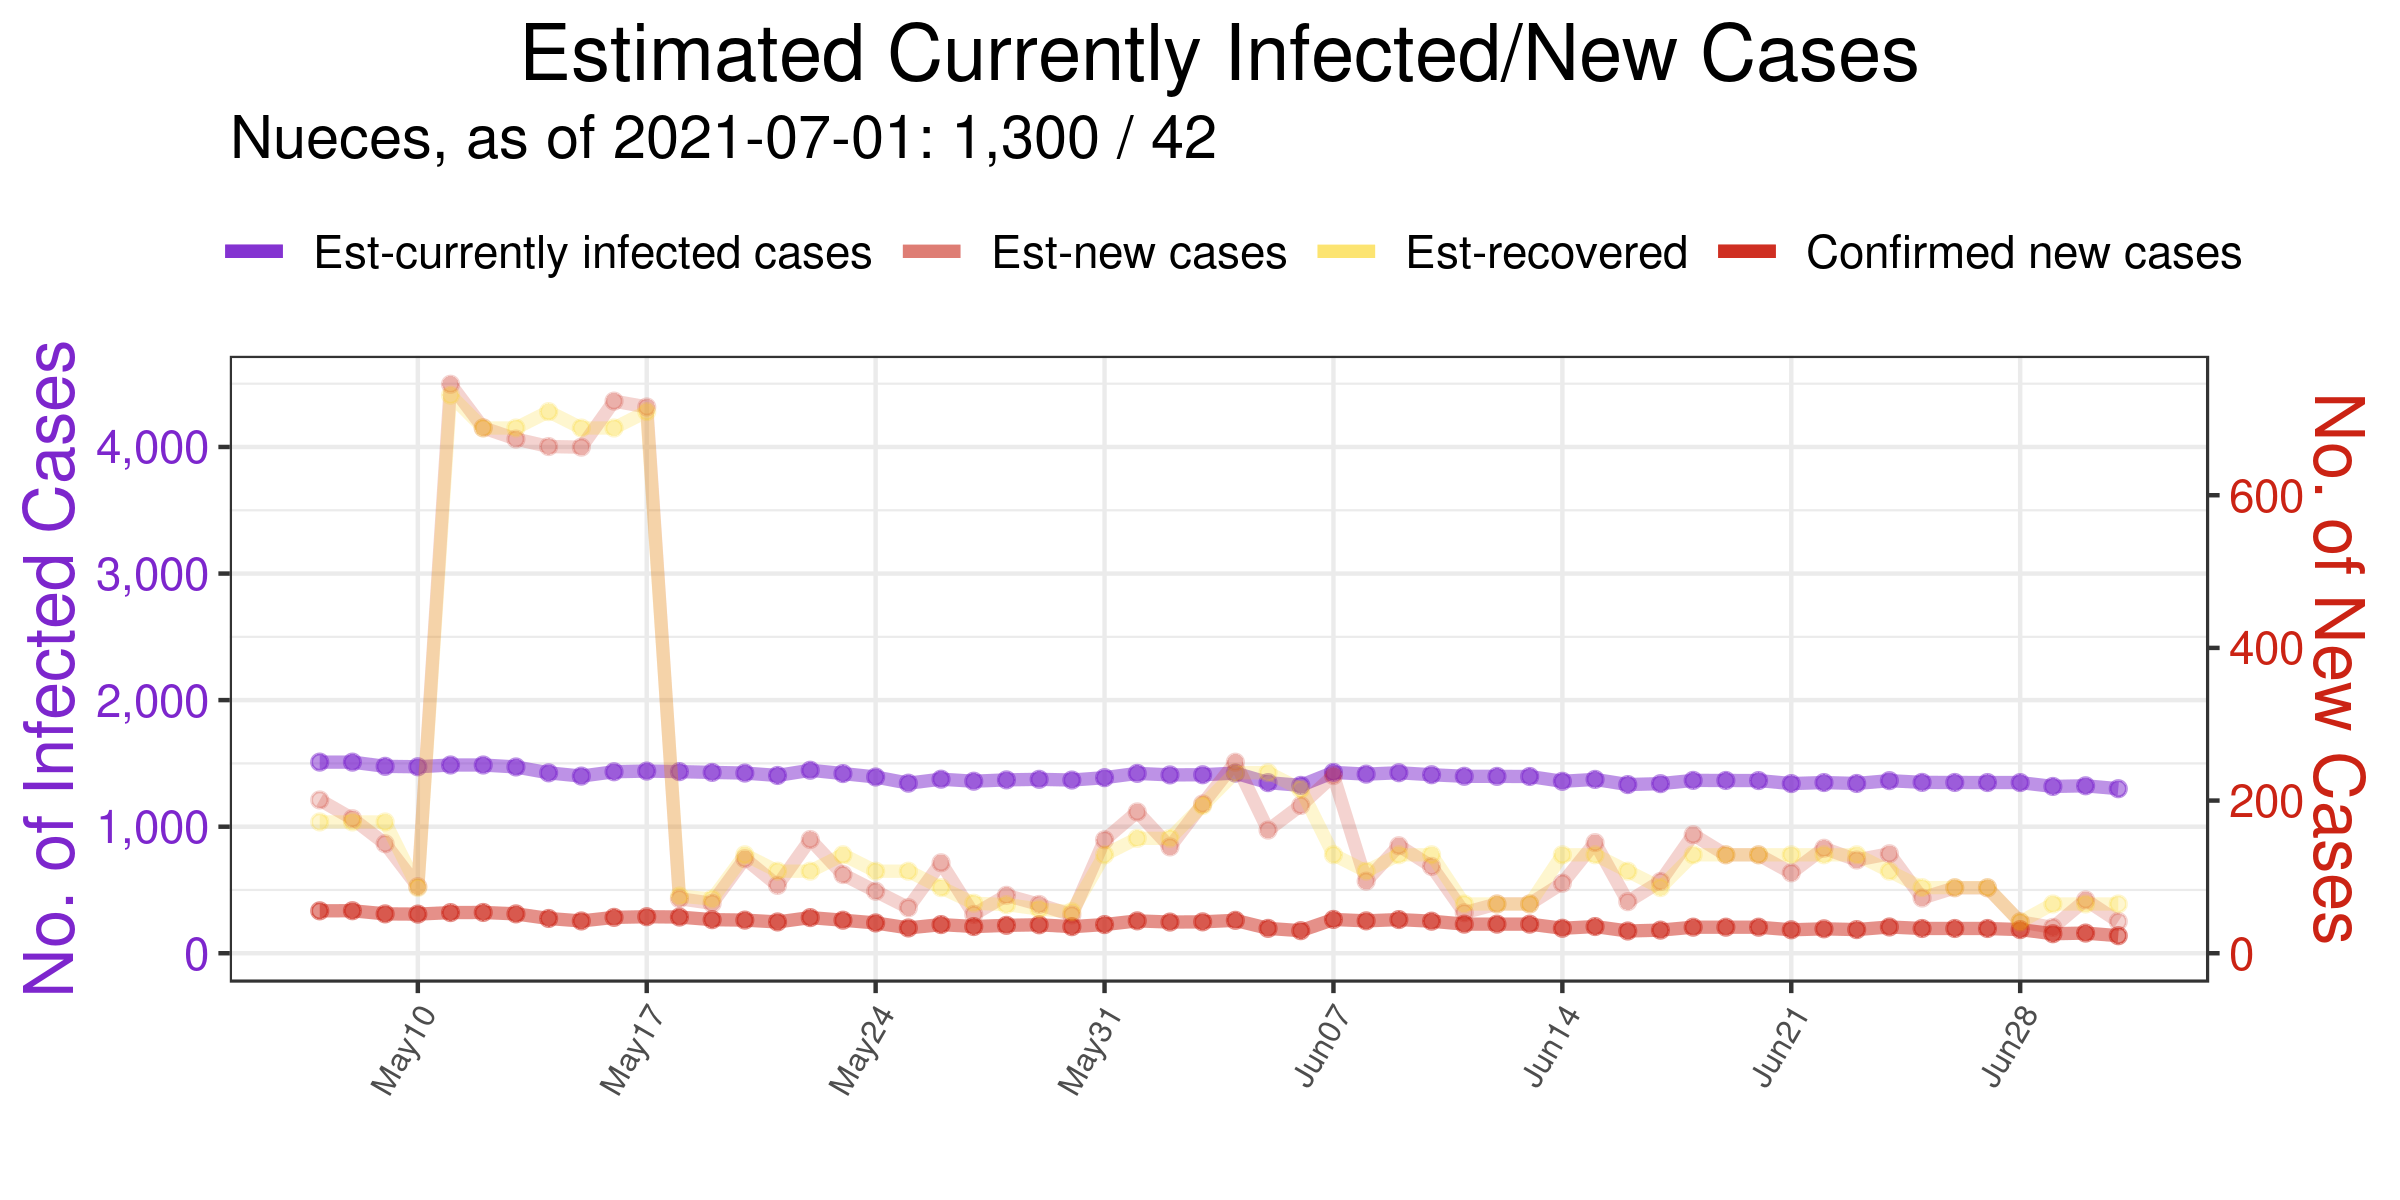 Estimated Currently Infected/New Cases
Nueces, as of 2021-07-01: 1,300 / 42
Est-currently infected cases Est-new cases Est-recovered Confirmed new cases
No. of Infected Cases
4,000
3,000
2,000
1,000
0
600
400
200
0
No. of New Cases
May10 May17 May24 May31 Jun07 Jun14 Jun21 Jun28